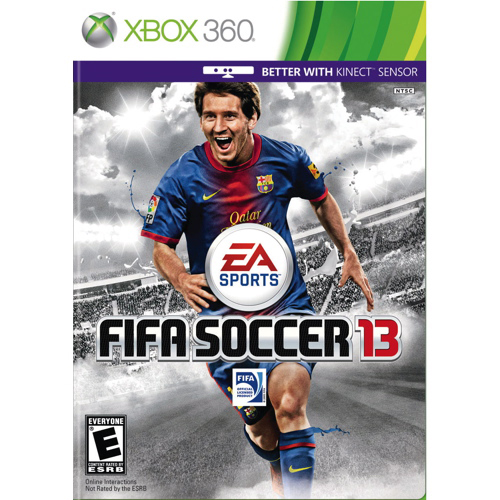 XBOX 360
BETTER WITH KINECT™ SENSOR
NTSC
Qatar
EA
SPORTS
FIFA SOCCER 13
FIFA
OFFICIAL
LICENSED
PRODUCT
EVERYONE
E
CONTENT RATED BY
ESRB
Online Interactions
Not Rated by the ESRB